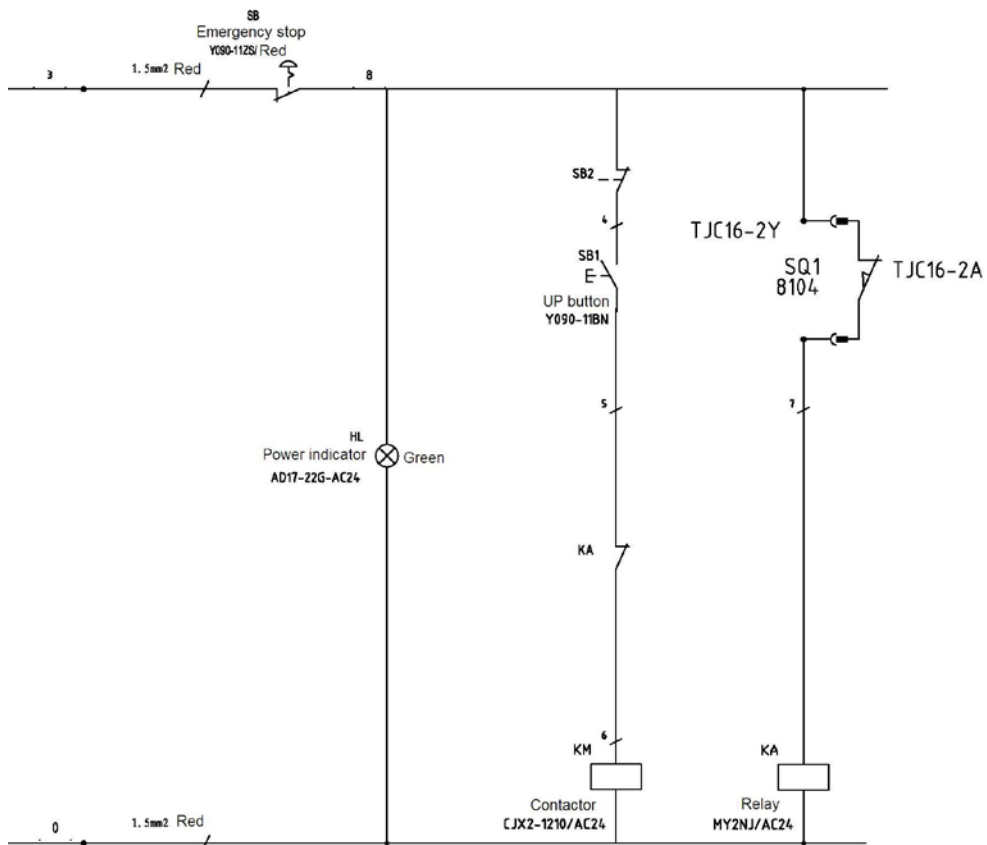 SB
Emergency stop
Y090-11ZS/Red
3
1.5mm2 Red
8
SB2
4
TJC16-2Y
SB1
SQ1
8104
TJC16-2A
UP button
Y090-11BN
5
7
HL
Power indicator
Green
AD17-22G-AC24
KA
6
KM
KA
Contactor
CJX2-1210/AC24
Relay
MY2NJ/AC24
0
1.5mm2 Red